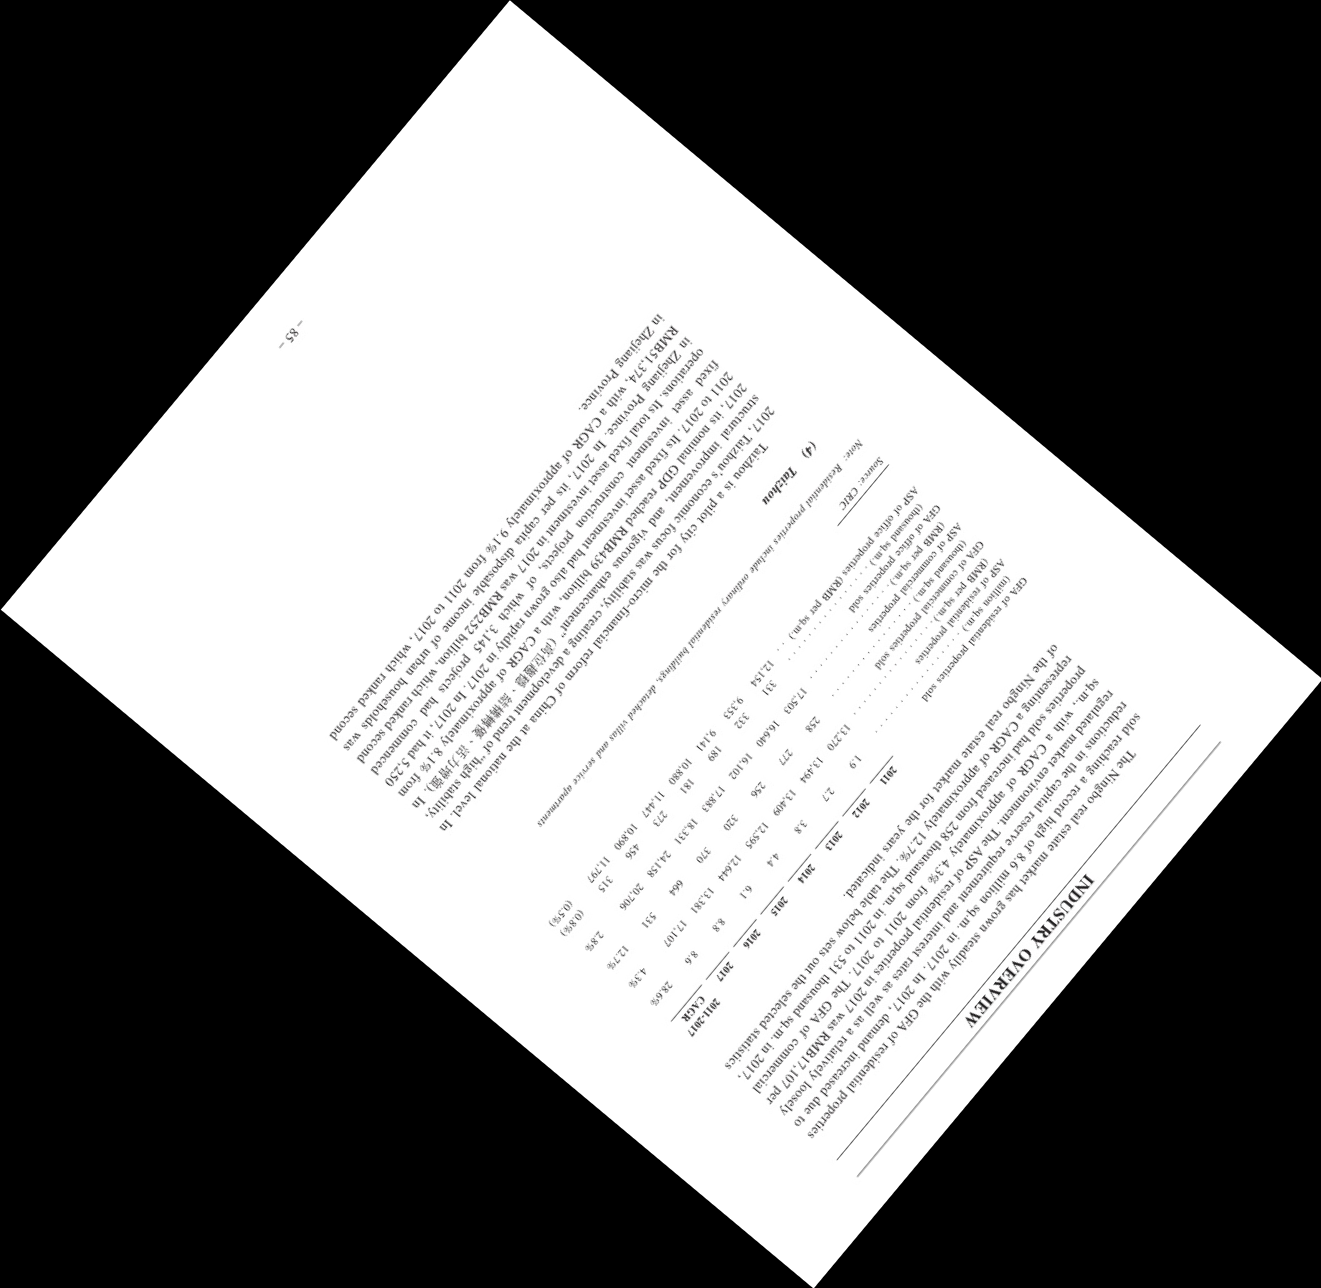 INDUSTRY OVERVIEW
The Ningbo real estate market has grown steadily with the GFA of residential properties
sold reaching a record high of 8.6 million sq.m. in 2017. In 2017, demand increased due to
reductions in the capital reserve requirement and interest rates as well as a relatively loosely
regulated market environment. The ASP of residential properties in 2017 was RMB17,107 per
sq.m., with a CAGR of approximately 4.3% from 2011 to 2017. The GFA of commercial
properties sold had increased from 258 thousand sq.m. in 2011 to 531 thousand sq.m. in 2017,
representing a CAGR of approximately 12.7%. The table below sets out the selected statistics
of the Ningbo real estate market for the years indicated.
2011 2012 2013 2014 2015 2016 2017 2011-2017 CAGR
GFA of residential properties sold
(million sq.m.) . . . . . . . . . . . . . 1.9 2.7 3.8 4.4 6.1 8.8 8.6 28.6%
ASP of residential properties
(RMB per sq.m.) . . . . . . . . . . . . 13,270 13,494 13,409 12,595 12,644 13,381 17,107 4.3%
GFA of commercial properties sold
(thousand sq.m.) . . . . . . . . . . . . 258 277 256 320 370 664 531 12.7%
ASP of commercial properties
(RMB per sq.m.) . . . . . . . . . . . . 17,503 16,640 16,102 17,883 18,331 24,158 20,706 2.8%
GFA of office properties sold
(thousand sq.m.) . . . . . . . . . . . . 331 332 189 181 273 456 315 (0.8%)
ASP of office properties (RMB per sq.m.) . . 12,154 9,353 9,141 10,880 11,447 10,890 11,797 (0.5%)
Source: CRIC
Note: Residential properties include ordinary residential buildings, detached villas and service apartments
(4) Taizhou
Taizhou is a pilot city for the micro-financial reform of China at the national level. In
2017, Taizhou's economic focus was stability, creating a development trend of "high stability,
structural improvement, and vigorous enhancement" (高位趨穩、結構轉優、活力增強). In
2017, its nominal GDP reached RMB439 billion, with a CAGR of approximately 8.1% from
2011 to 2017. Its fixed asset investment had also grown rapidly in 2017. In 2017, it had 5,250
fixed asset investment construction projects, of which 3,145 projects had commenced
operations. Its total fixed asset investment in 2017 was RMB252 billion, which ranked second
in Zhejiang Province. In 2017, its per capita disposable income of urban households was
RMB51,374, with a CAGR of approximately 9.1% from 2011 to 2017, which ranked second
in Zhejiang Province.
– 85 –